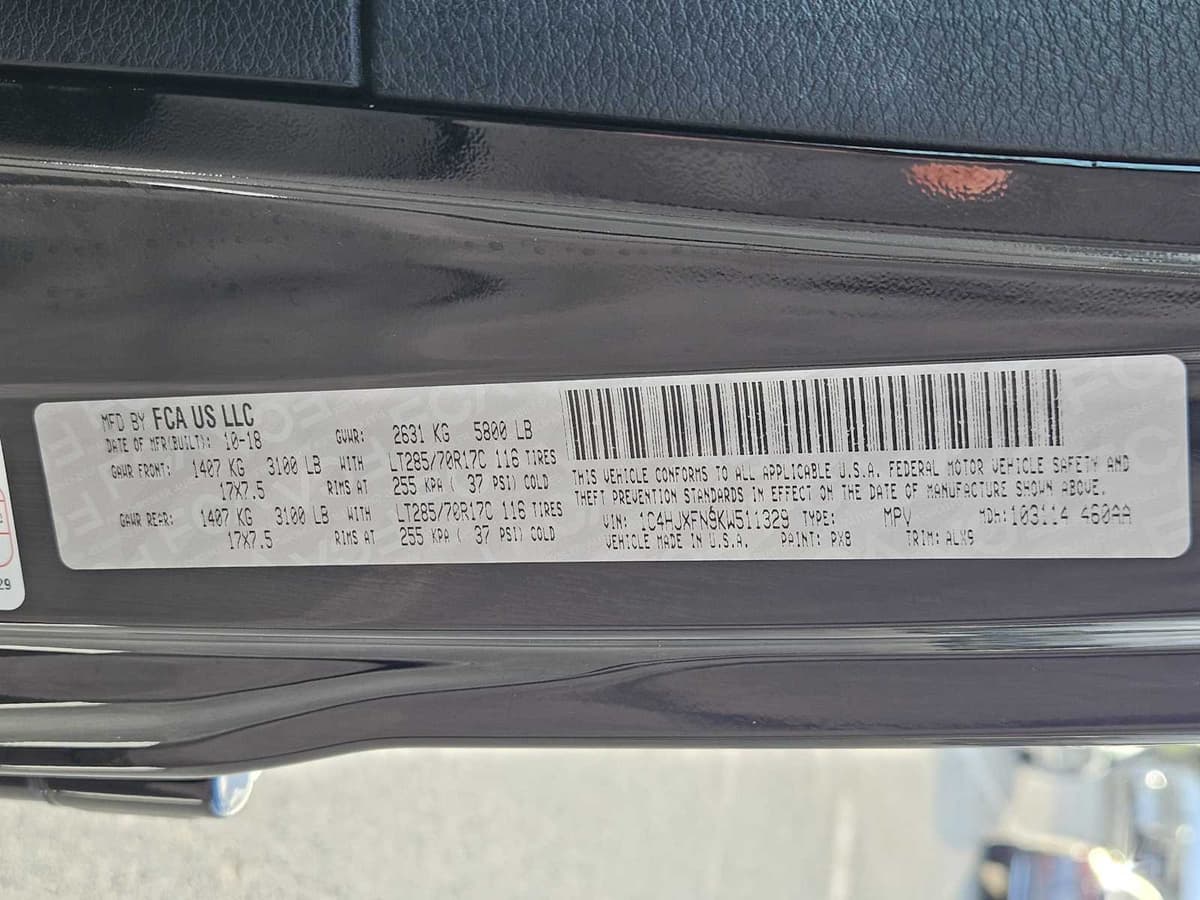 MFD BY FCA US LLC
DATE OF MFR(BUILT): 10-18 GVWR: 2631 KG 5800 LB
GAWR FRONT: 1407 KG 3100 LB WITH LT285/70R17C 116 TIRES
17X7.5 RIMS AT 255 KPA ( 37 PSI) COLD
GAWR REAR: 1407 KG 3100 LB WITH LT285/70R17C 116 TIRES
17X7.5 RIMS AT 255 KPA ( 37 PSI) COLD
THIS VEHICLE CONFORMS TO ALL APPLICABLE U.S.A. FEDERAL MOTOR VEHICLE SAFETY AND
THEFT PREVENTION STANDARDS IN EFFECT ON THE DATE OF MANUFACTURE SHOWN ABOVE.
VIN: 1C4HJXFN9KW511329 TYPE: MPV MDH: 103114 460AA
VEHICLE MADE IN U.S.A. PAINT: PX8 TRIM: ALX9
29